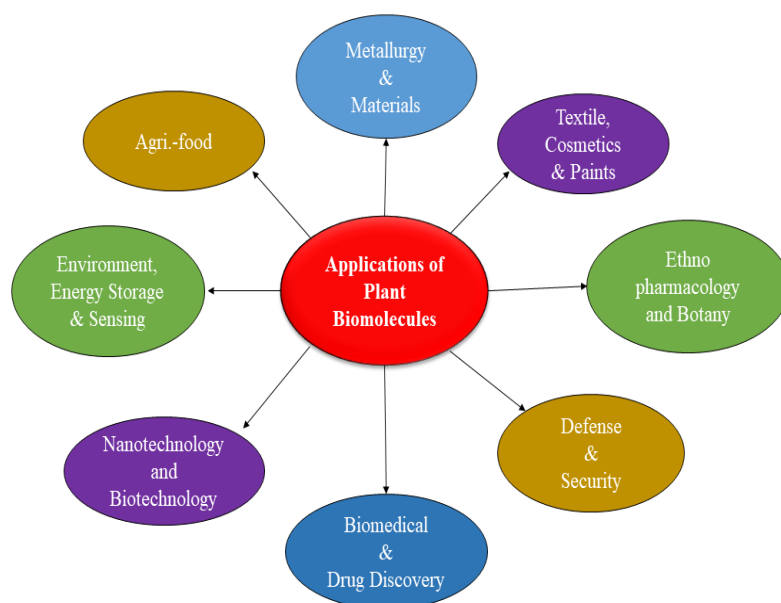 Metallurgy
&
Materials
Textile,
Cosmetics
& Paints
Agri.-food
Environment,
Energy Storage
& Sensing
Applications of
Plant
Biomolecules
Ethno
pharmacology
and Botany
Nanotechnology
and
Biotechnology
Defense
&
Security
Biomedical
&
Drug Discovery